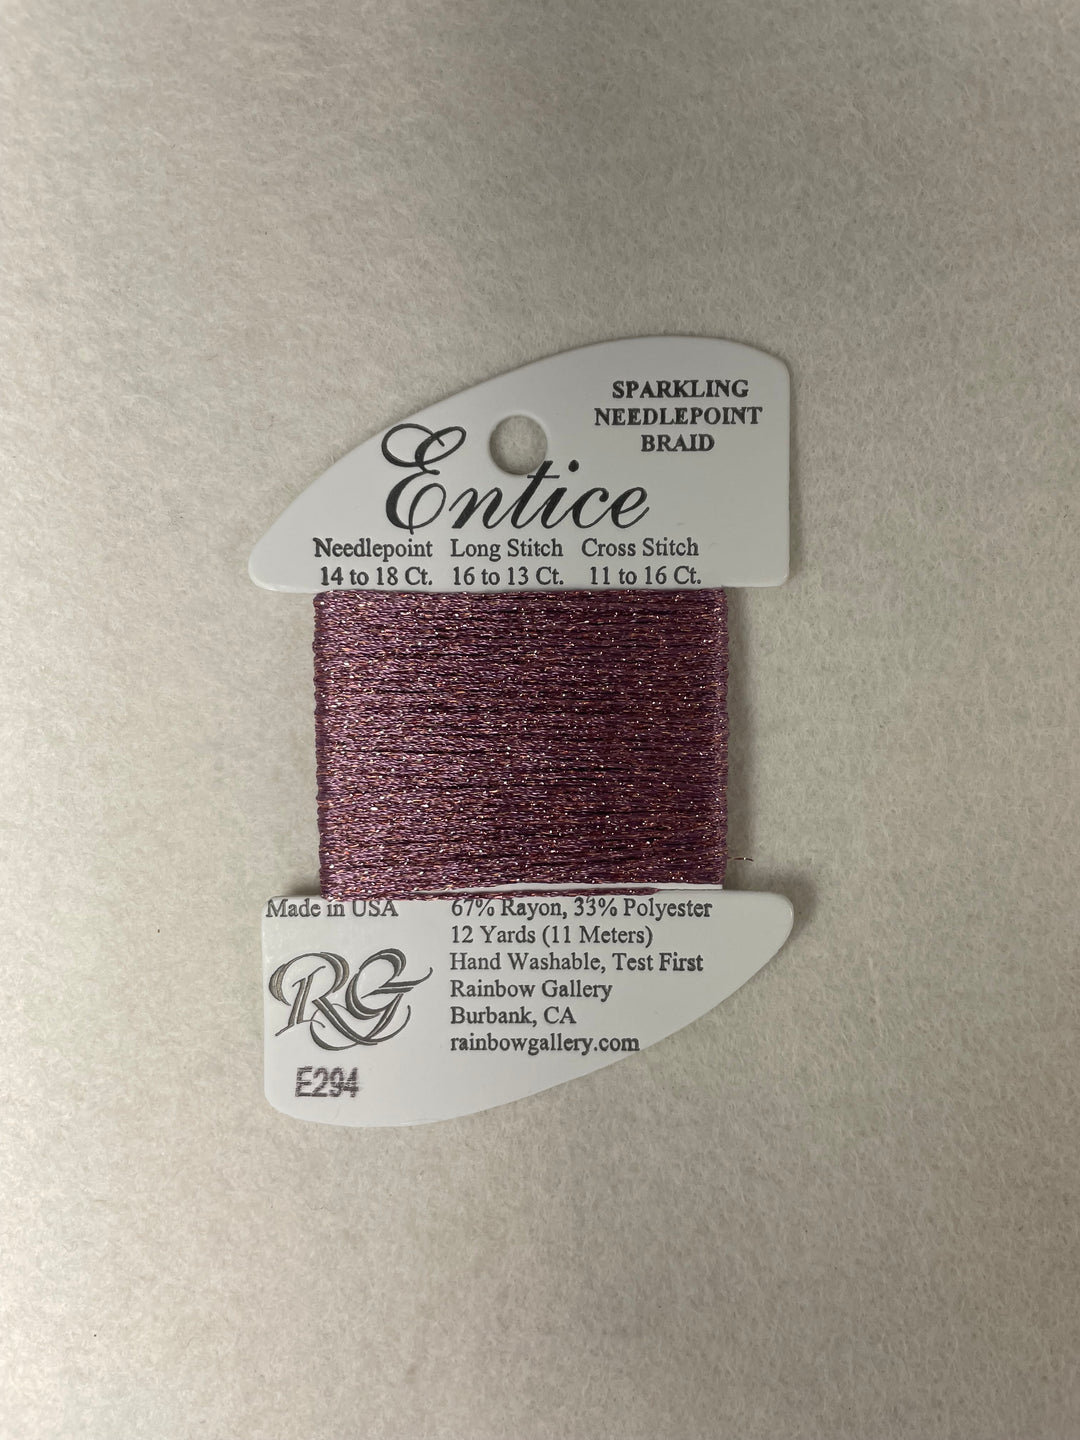 SPARKLING
NEEDLEPOINT
BRAID
Entice
Needlepoint Long Stitch Cross Stitch
14 to 18 Ct. 16 to 13 Ct. 11 to 16 Ct.
Made in USA 67% Rayon, 33% Polyester
12 Yards (11 Meters)
Hand Washable, Test First
RG Rainbow Gallery
Burbank, CA
rainbowgallery.com
E294